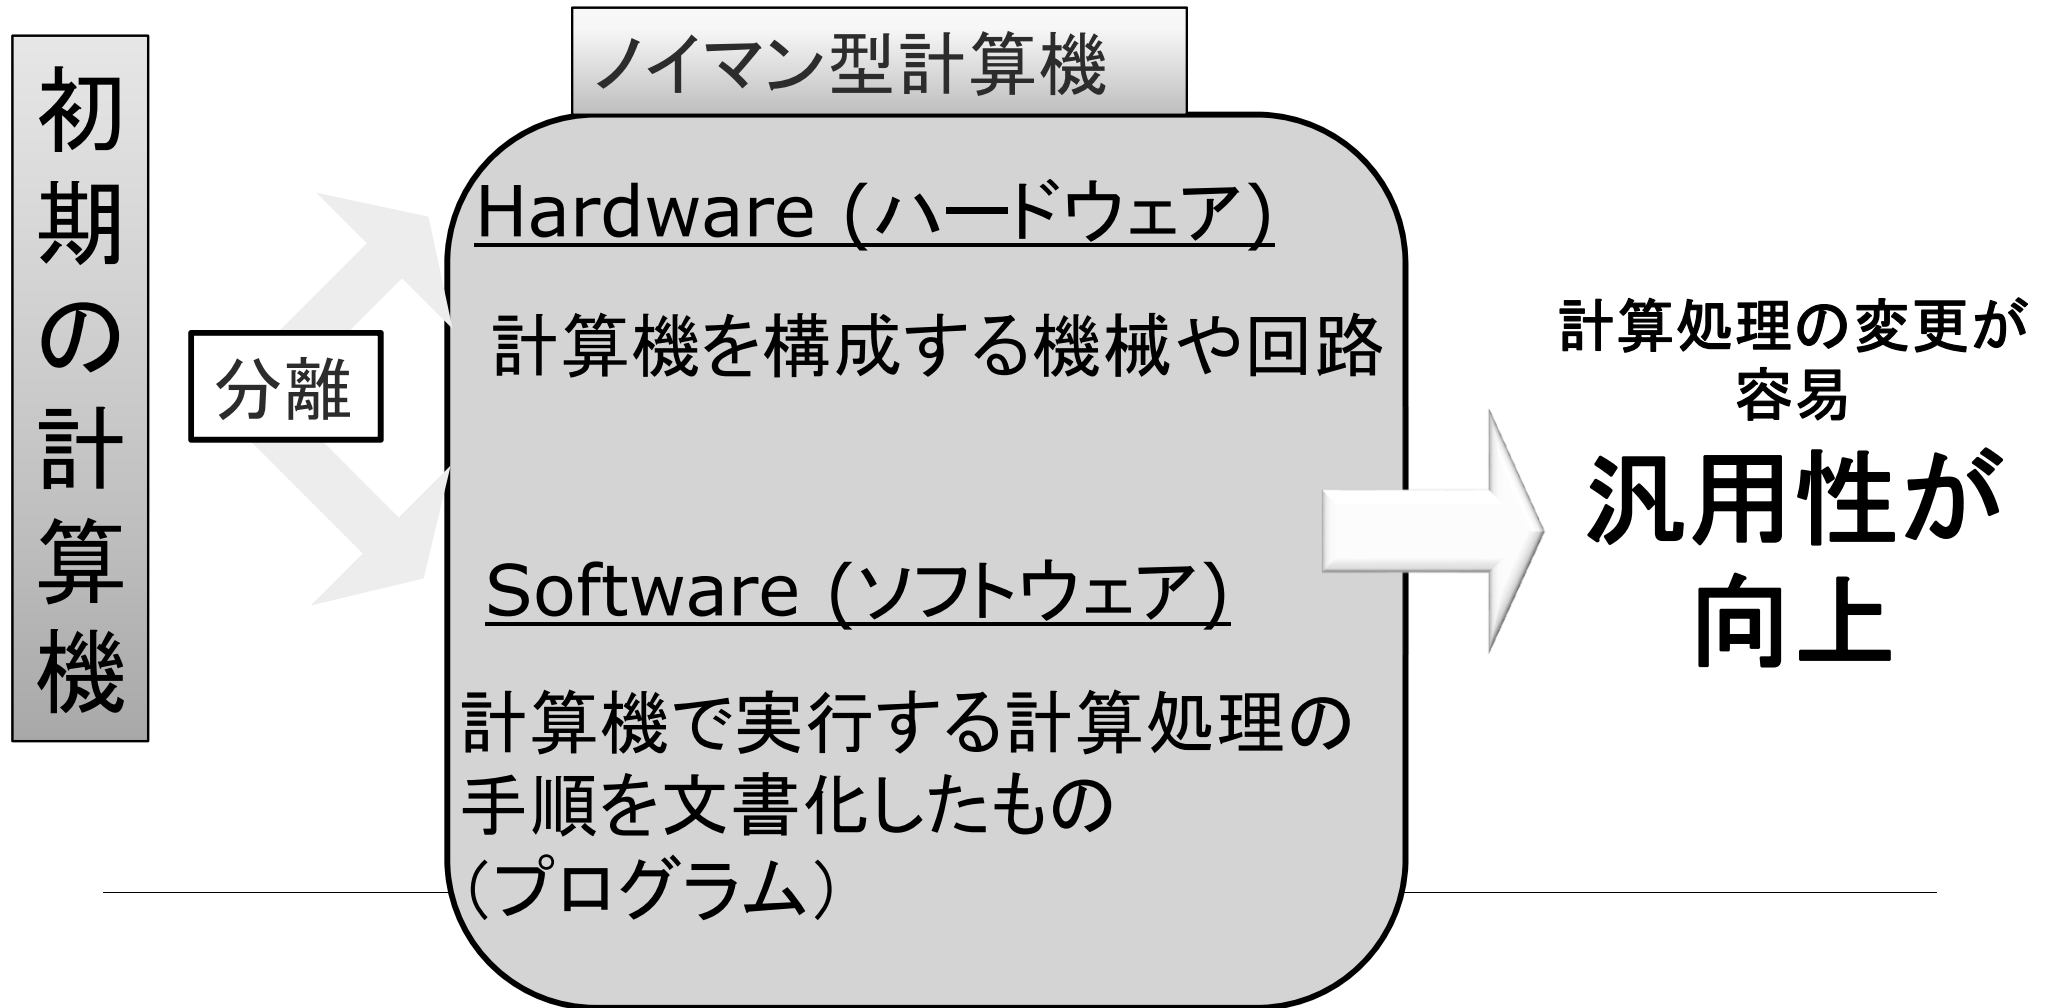 初期の計算機
分離
ノイマン型計算機
Hardware (ハードウェア)
計算機を構成する機械や回路
Software (ソフトウェア)
計算機で実行する計算処理の
手順を文書化したもの
（プログラム）
計算処理の変更が
容易
汎用性が
向上